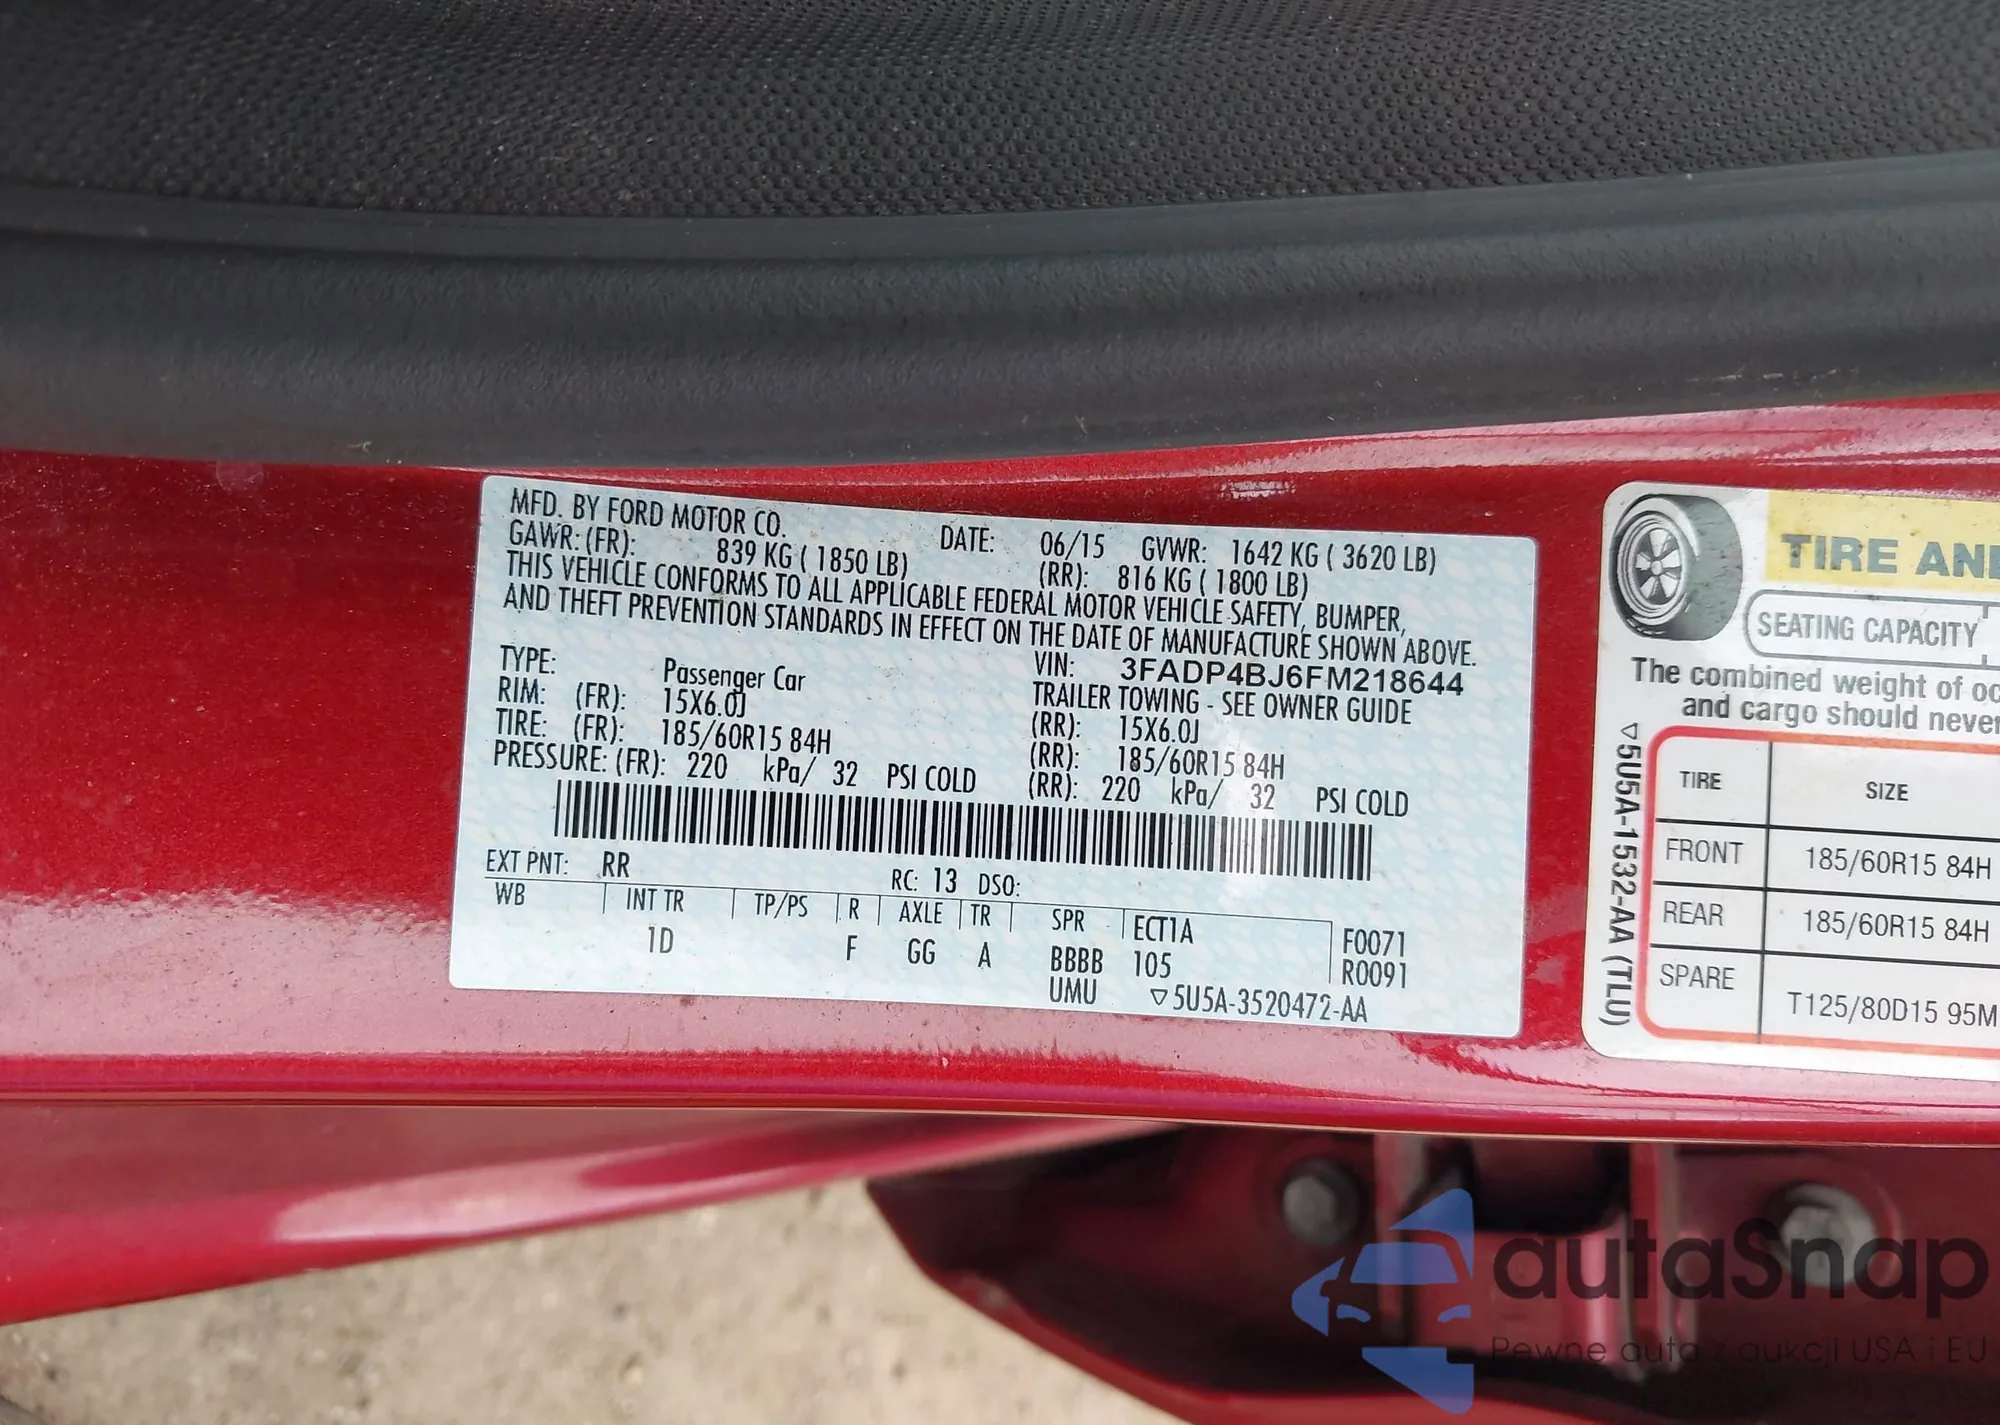 MFD. BY FORD MOTOR CO.
DATE: 06/15 GVWR: 1642 KG ( 3620 LB)
GAWR: (FR): 839 KG ( 1850 LB) (RR): 816 KG ( 1800 LB)
THIS VEHICLE CONFORMS TO ALL APPLICABLE FEDERAL MOTOR VEHICLE SAFETY, BUMPER,
AND THEFT PREVENTION STANDARDS IN EFFECT ON THE DATE OF MANUFACTURE SHOWN ABOVE.
TYPE: Passenger Car VIN: 3FADP4BJ6FM218644
TRAILER TOWING - SEE OWNER GUIDE
RIM: (FR): 15X6.0J (RR): 15X6.0J
TIRE: (FR): 185/60R15 84H (RR): 185/60R15 84H
PRESSURE: (FR): 220 kPa/ 32 PSI COLD (RR): 220 kPa/ 32 PSI COLD
EXT PNT: RR RC: 13 DSO:
WB INT TR TP/PS R AXLE TR SPR ECT1A F0071
1D F GG A BBBB 105 R0091
UMU ▽5U5A-3520472-AA
TIRE AN
SEATING CAPACITY
The combined weight of oc
and cargo should never
▽5U5A-1532-AA (TLU)
TIRE SIZE
FRONT 185/60R15 84H
REAR 185/60R15 84H
SPARE T125/80D15 95M
autaSnap
Pewne auta z aukcji USA i EU